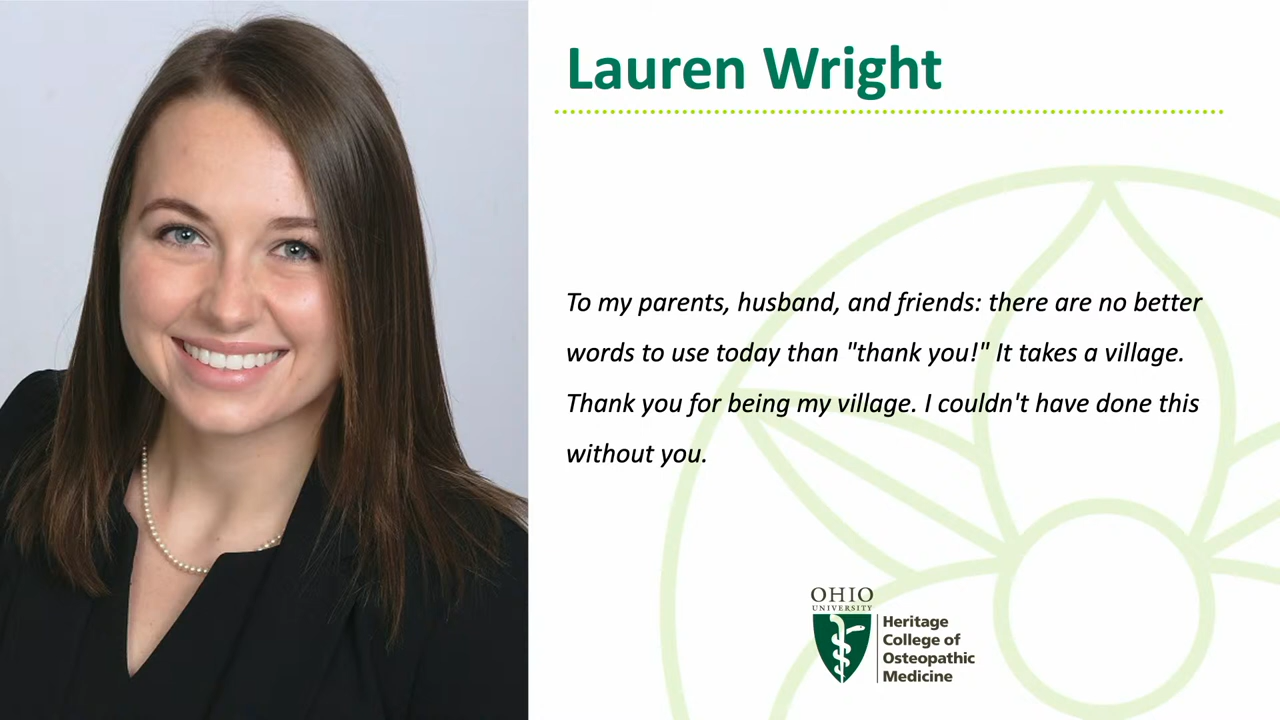 Lauren Wright
To my parents, husband, and friends: there are no better
words to use today than "thank you!" It takes a village.
Thank you for being my village. I couldn't have done this
without you.
OHIO
UNIVERSITY
Heritage
College of
Osteopathic
Medicine